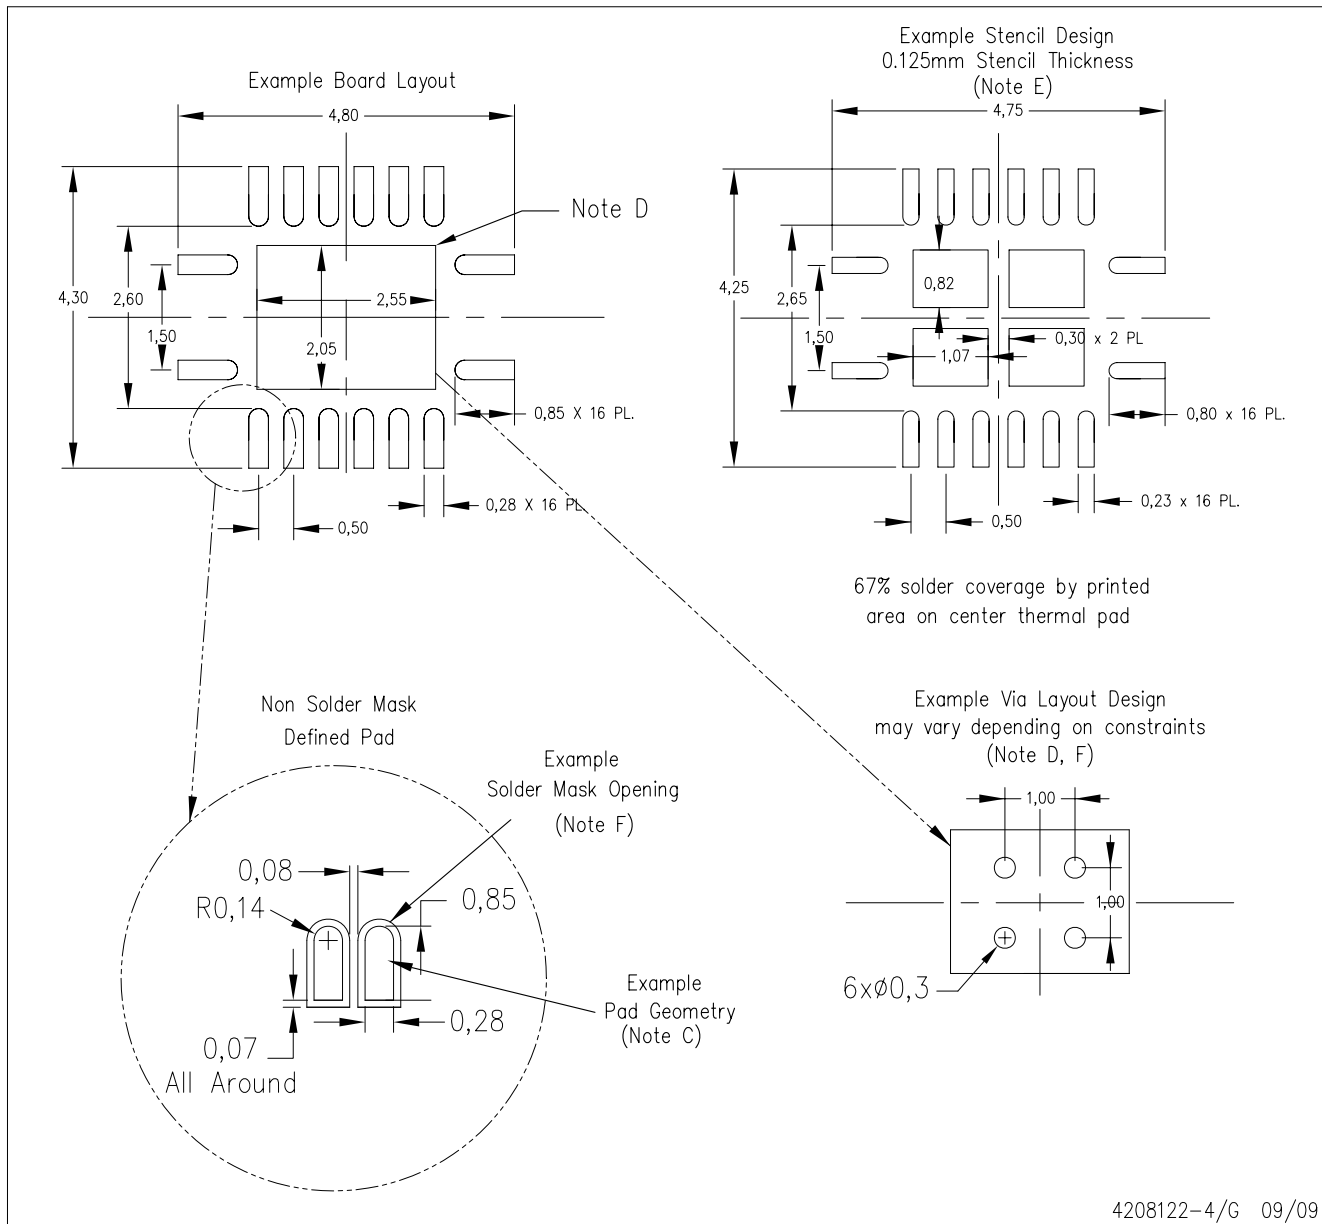 Example Board Layout
4,80
Note D
4,30
2,60
1,50
2,55
2,05
0,85 X 16 PL.
0,28 X 16 PL.
0,50
Example Stencil Design
0.125mm Stencil Thickness
(Note E)
4,75
4,25
2,65
1,50
0,82
0,30 x 2 PL
1,07
0,80 x 16 PL.
0,23 x 16 PL.
0,50
67% solder coverage by printed
area on center thermal pad
Non Solder Mask
Defined Pad
Example
Solder Mask Opening
(Note F)
0,08
R0,14
0,85
Example
Pad Geometry
(Note C)
0,28
0,07
All Around
Example Via Layout Design
may vary depending on constraints
(Note D, F)
1,00
1,00
6xø0,3
4208122-4/G 09/09